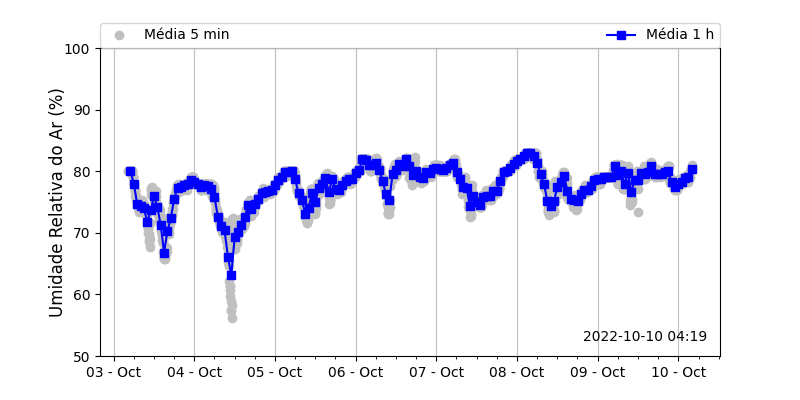 Média 5 min
Média 1 h
100
90
80
70
60
50
Umidade Relativa do Ar (%)
2022-10-10 04:19
03 - Oct
04 - Oct
05 - Oct
06 - Oct
07 - Oct
08 - Oct
09 - Oct
10 - Oct